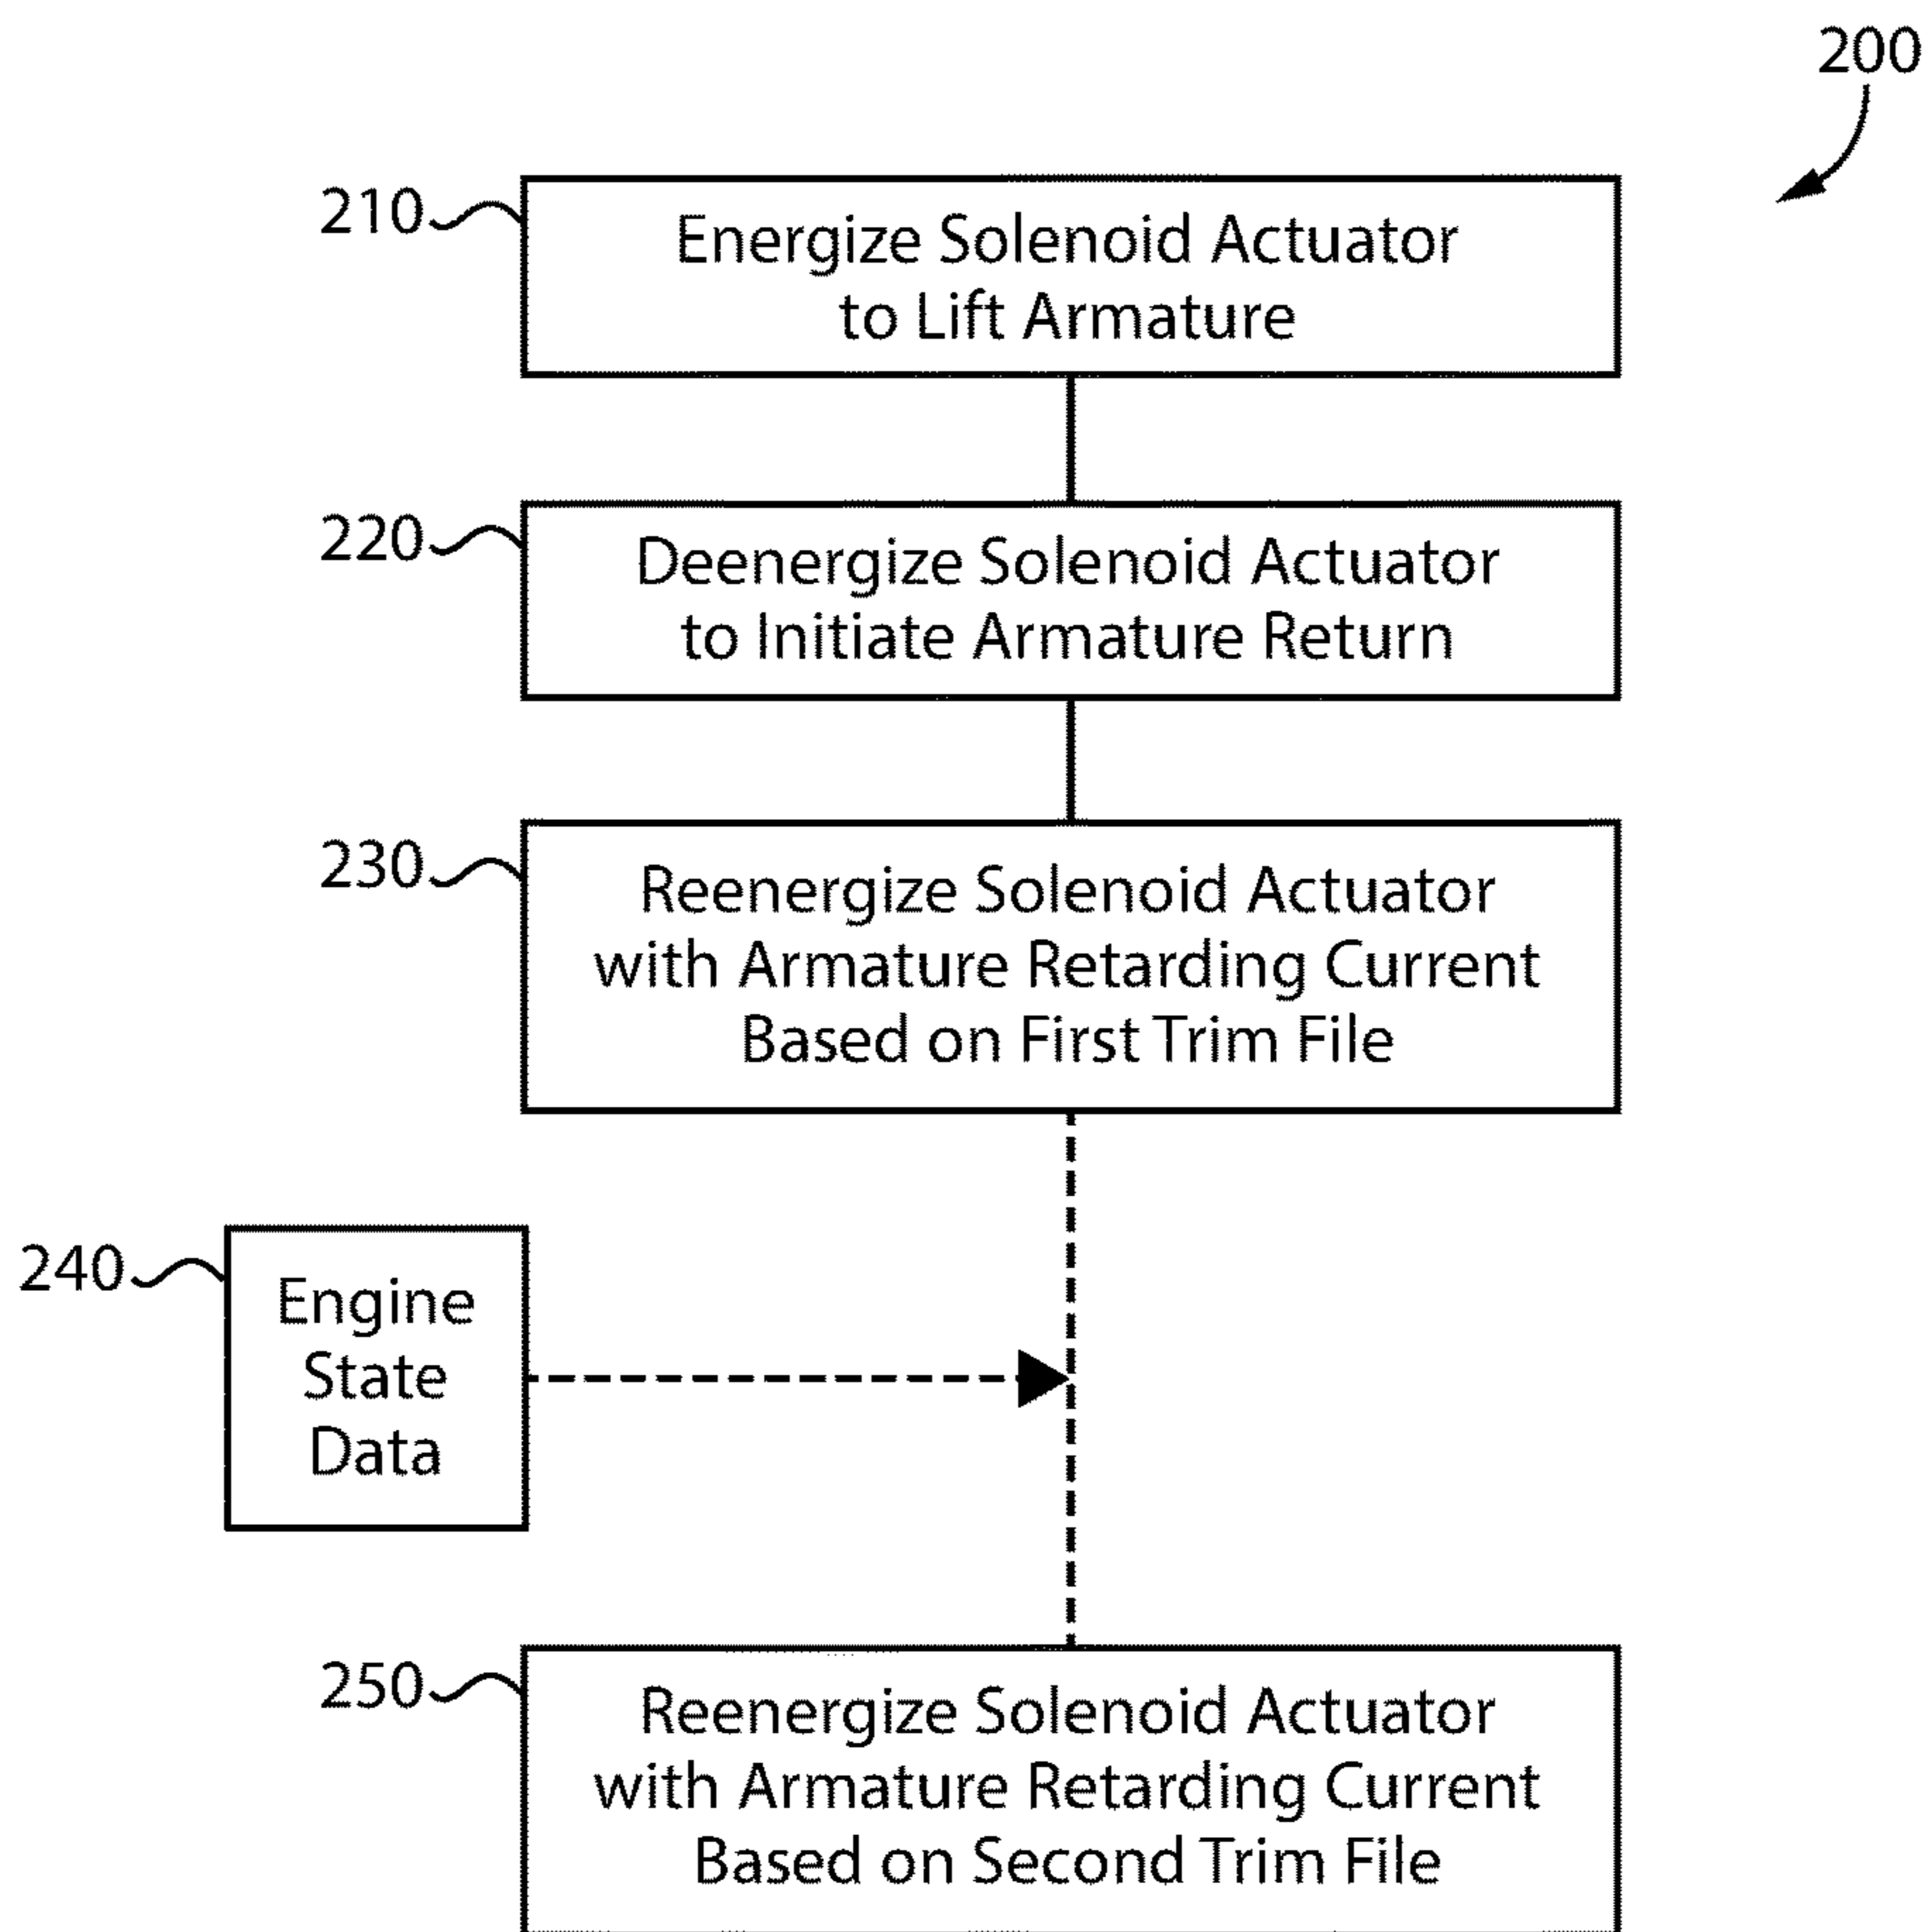 200
210
Energize Solenoid Actuator
to Lift Armature
220
Deenergize Solenoid Actuator
to Initiate Armature Return
230
Reenergize Solenoid Actuator
with Armature Retarding Current
Based on First Trim File
240
Engine
State
Data
250
Reenergize Solenoid Actuator
with Armature Retarding Current
Based on Second Trim File